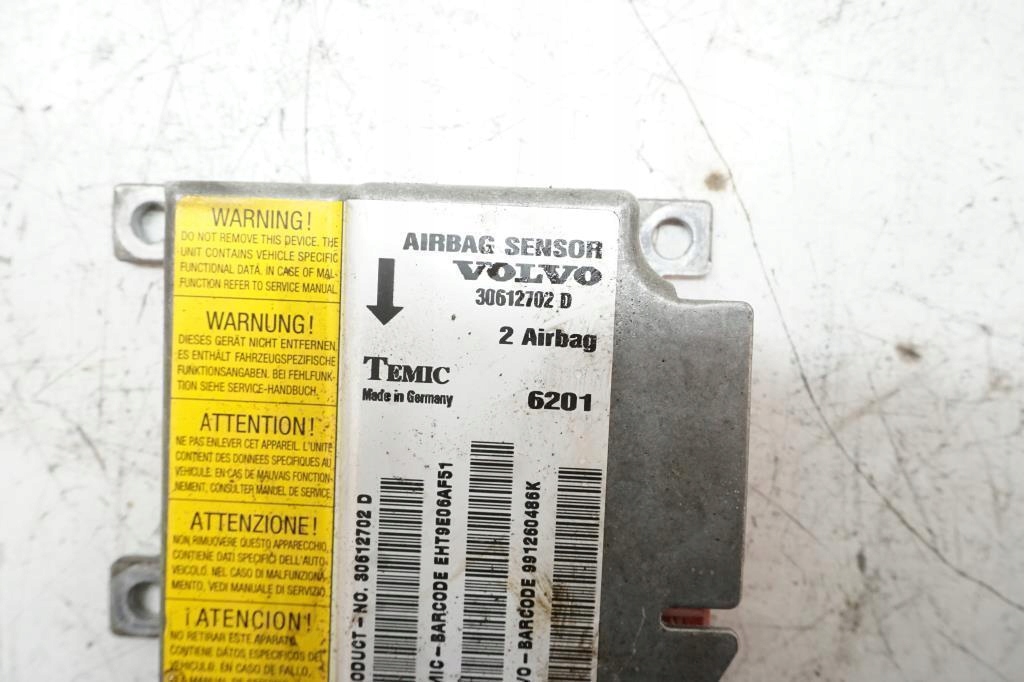 WARNING!
DO NOT REMOVE THIS DEVICE. THE
UNIT CONTAINS VEHICLE SPECIFIC
FUNCTIONAL DATA. IN CASE OF MAL-
FUNCTION REFER TO SERVICE MANUAL.
WARNUNG!
DIESES GERÄT NICHT ENTFERNEN.
ES ENTHÄLT FAHRZEUGSPEZIFISCHE
FUNKTIONSANGABEN. BEI FEHLFUNK-
TION SIEHE SERVICE-HANDBUCH.
ATTENTION!
NE PAS ENLEVER CET APPAREIL. L'UNITE
CONTIENT DES DONNEES SPECIFIQUES AU
VEHICULE. EN CAS DE MAUVAIS FONCTION-
NEMENT, CONSULTER MANUEL DE SERVICE.
ATTENZIONE!
NON RIMUOVERE QUESTO APPARECCHIO,
CONTIENE DATI SPECIFICI DELL'AUTO-
VEICOLO. NEL CASO DI MALFUNZIONA-
MENTO, VEDI MANUALE DI SERVIZIO.
¡ATENCION!
NO RETIRAR ESTE APARATO.
CONTIENE DATOS ESPECIFICOS DEL
VEHICULO. EN CASO DE FALLO,
AIRBAG SENSOR
VOLVO
30612702 D
2 Airbag
TEMIC
Made in Germany
6201
ODUCT-NO. 30612702 D
MIC-BARCODE EHT9E06AF51
VO-BARCODE 991260486K